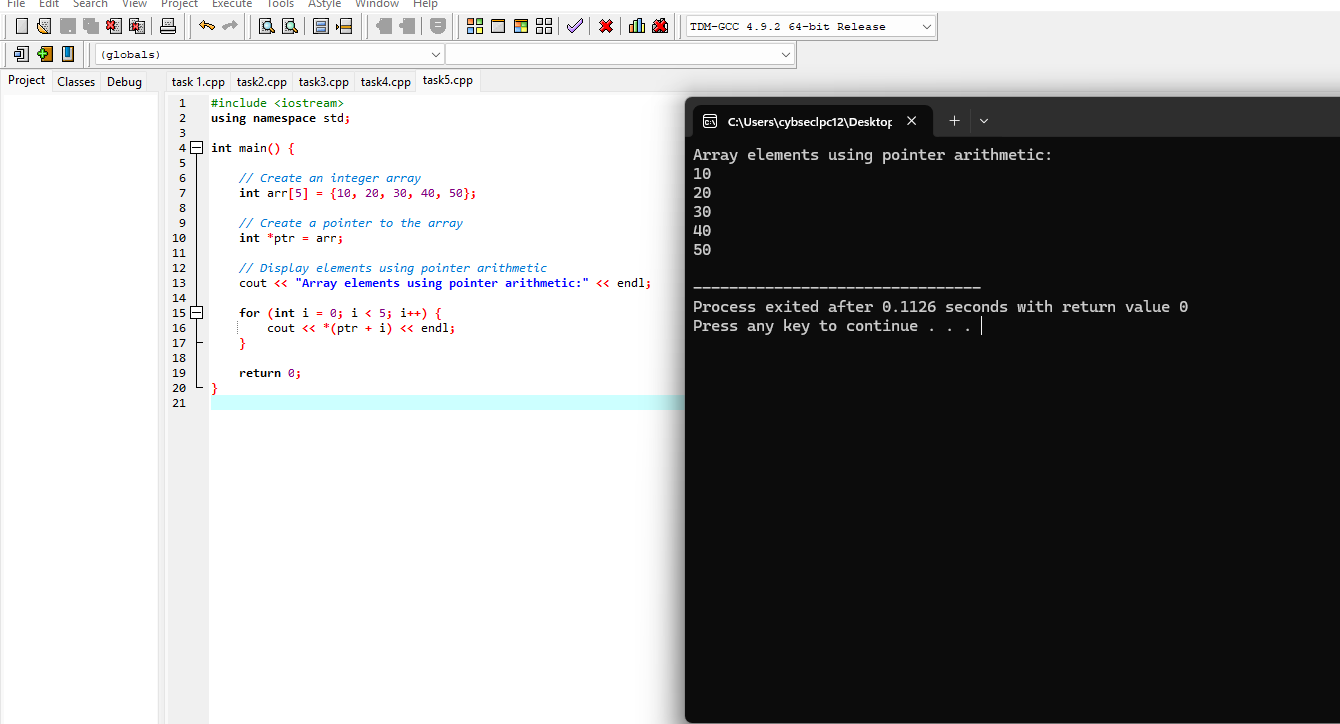 File Edit Search View Project Execute Tools AStyle Window Help
TDM-GCC 4.9.2 64-bit Release
(globals)
Project Classes Debug
task 1.cpp task2.cpp task3.cpp task4.cpp task5.cpp
1 #include <iostream>
2 using namespace std;
3
4 int main() {
5
6 // Create an integer array
7 int arr[5] = {10, 20, 30, 40, 50};
8
9 // Create a pointer to the array
10 int *ptr = arr;
11
12 // Display elements using pointer arithmetic
13 cout << "Array elements using pointer arithmetic:" << endl;
14
15 for (int i = 0; i < 5; i++) {
16 cout << *(ptr + i) << endl;
17 }
18
19 return 0;
20 }
21
C:\Users\cybseclpc12\Desktop
Array elements using pointer arithmetic:
10
20
30
40
50
--------------------------------
Process exited after 0.1126 seconds with return value 0
Press any key to continue . . .